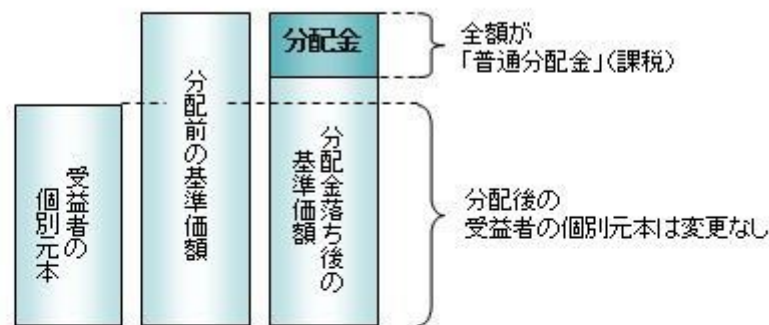 受益者の
個別元本
分配前の基準価額
分配金
分配金落ち後の
基準価額
全額が
「普通分配金」(課税)
分配後の
受益者の個別元本は変更なし